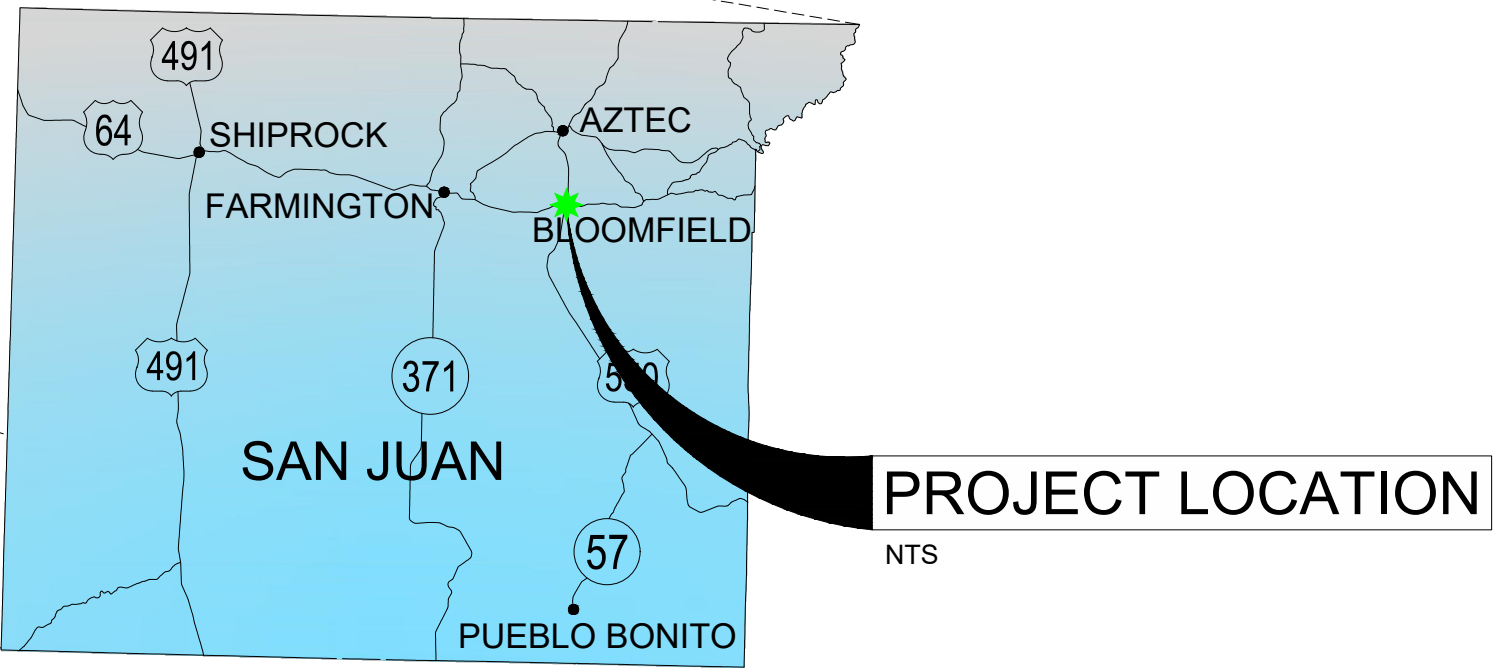 491
64
SHIPROCK
AZTEC
FARMINGTON
BLOOMFIELD
491
371
SAN JUAN
PROJECT LOCATION
NTS
57
PUEBLO BONITO